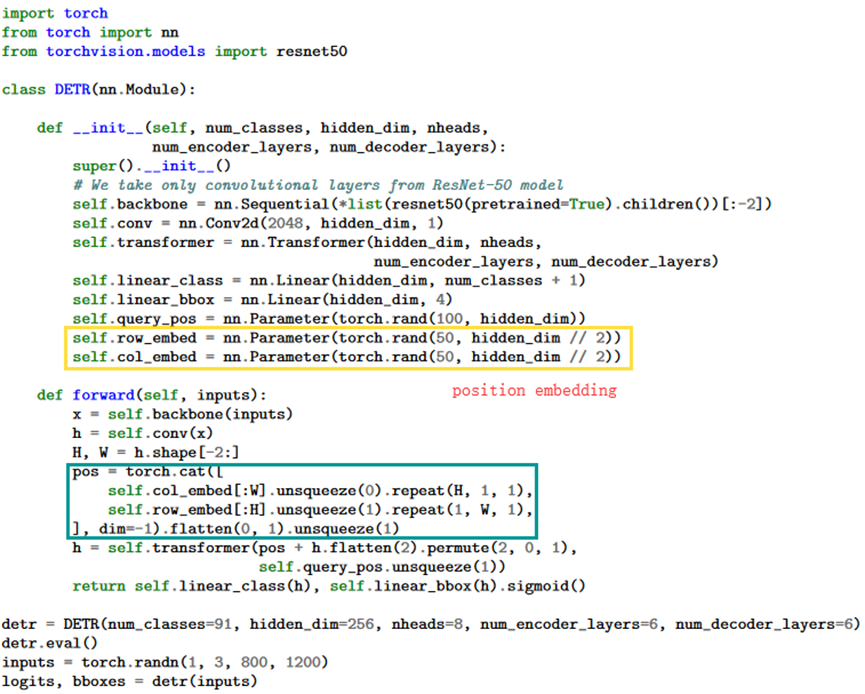 import torch
from torch import nn
from torchvision.models import resnet50
class DETR(nn.Module):
def __init__(self, num_classes, hidden_dim, nheads,
num_encoder_layers, num_decoder_layers):
super().__init__()
# We take only convolutional layers from ResNet-50 model
self.backbone = nn.Sequential(*list(resnet50(pretrained=True).children())[:-2])
self.conv = nn.Conv2d(2048, hidden_dim, 1)
self.transformer = nn.Transformer(hidden_dim, nheads,
num_encoder_layers, num_decoder_layers)
self.linear_class = nn.Linear(hidden_dim, num_classes + 1)
self.linear_bbox = nn.Linear(hidden_dim, 4)
self.query_pos = nn.Parameter(torch.rand(100, hidden_dim))
self.row_embed = nn.Parameter(torch.rand(50, hidden_dim // 2))
self.col_embed = nn.Parameter(torch.rand(50, hidden_dim // 2))
position embedding
def forward(self, inputs):
x = self.backbone(inputs)
h = self.conv(x)
H, W = h.shape[-2:]
pos = torch.cat([
self.col_embed[:W].unsqueeze(0).repeat(H, 1, 1),
self.row_embed[:H].unsqueeze(1).repeat(1, W, 1),
], dim=-1).flatten(0, 1).unsqueeze(1)
h = self.transformer(pos + h.flatten(2).permute(2, 0, 1),
self.query_pos.unsqueeze(1))
return self.linear_class(h), self.linear_bbox(h).sigmoid()
detr = DETR(num_classes=91, hidden_dim=256, nheads=8, num_encoder_layers=6, num_decoder_layers=6)
detr.eval()
inputs = torch.randn(1, 3, 800, 1200)
logits, bboxes = detr(inputs)